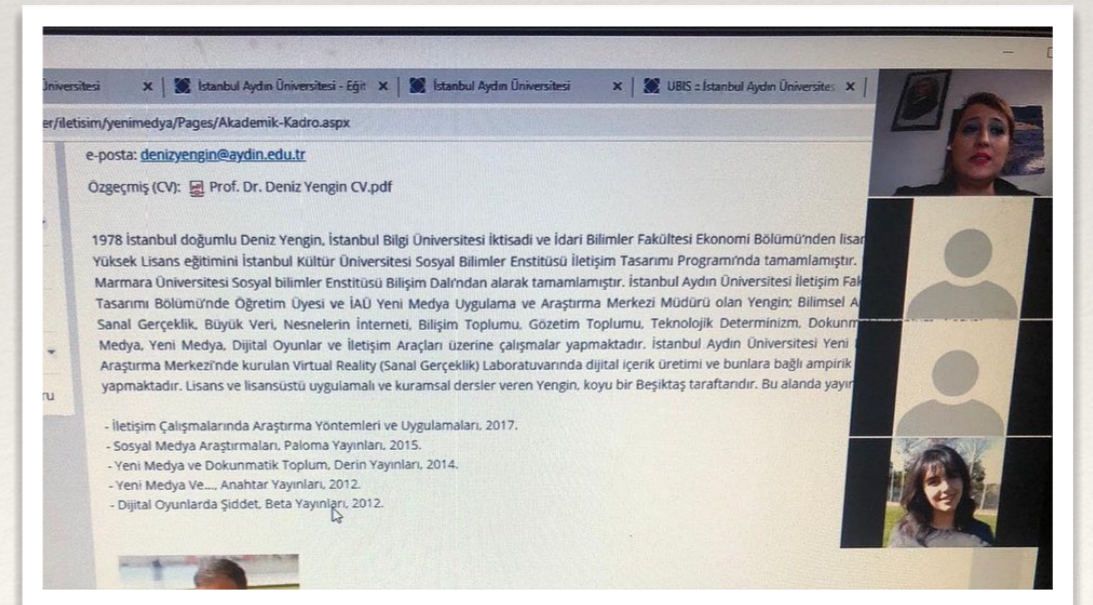 Üniversitesi
İstanbul Aydın Üniversitesi - Eğit
İstanbul Aydın Üniversitesi
UBIS :: İstanbul Aydın Üniversites
er/iletisim/yenimedya/Pages/Akademik-Kadro.aspx
e-posta: denizyengin@aydin.edu.tr
Özgeçmiş (CV): Prof. Dr. Deniz Yengin CV.pdf
1978 İstanbul doğumlu Deniz Yengin, İstanbul Bilgi Üniversitesi İktisadi ve İdari Bilimler Fakültesi Ekonomi Bölümü'nden lisar
Yüksek Lisans eğitimini İstanbul Kültür Üniversitesi Sosyal Bilimler Enstitüsü İletişim Tasarımı Programı'nda tamamlamıştır.
Marmara Üniversitesi Sosyal bilimler Enstitüsü Bilişim Dalı'ndan alarak tamamlamıştır. İstanbul Aydın Üniversitesi İletişim Fak
Tasarımı Bölümü'nde Öğretim Üyesi ve İAÜ Yeni Medya Uygulama ve Araştırma Merkezi Müdürü olan Yengin; Bilimsel A
Sanal Gerçeklik, Büyük Veri, Nesnelerin İnterneti, Bilişim Toplumu, Gözetim Toplumu, Teknolojik Determinizm, Dokunm
Medya, Yeni Medya, Dijital Oyunlar ve İletişim Araçları üzerine çalışmalar yapmaktadır. İstanbul Aydın Üniversitesi Yeni
Araştırma Merkezi'nde kurulan Virtual Reality (Sanal Gerçeklik) Laboratuvarında dijital içerik üretimi ve bunlara bağlı ampirik
yapmaktadır. Lisans ve lisansüstü uygulamalı ve kuramsal dersler veren Yengin, koyu bir Beşiktaş taraftarıdır. Bu alanda yayır
ru
- İletişim Çalışmalarında Araştırma Yöntemleri ve Uygulamaları, 2017.
- Sosyal Medya Araştırmaları, Paloma Yayınları, 2015.
- Yeni Medya ve Dokunmatik Toplum, Derin Yayınları, 2014.
- Yeni Medya Ve..., Anahtar Yayınları, 2012.
- Dijital Oyunlarda Şiddet, Beta Yayınları, 2012.